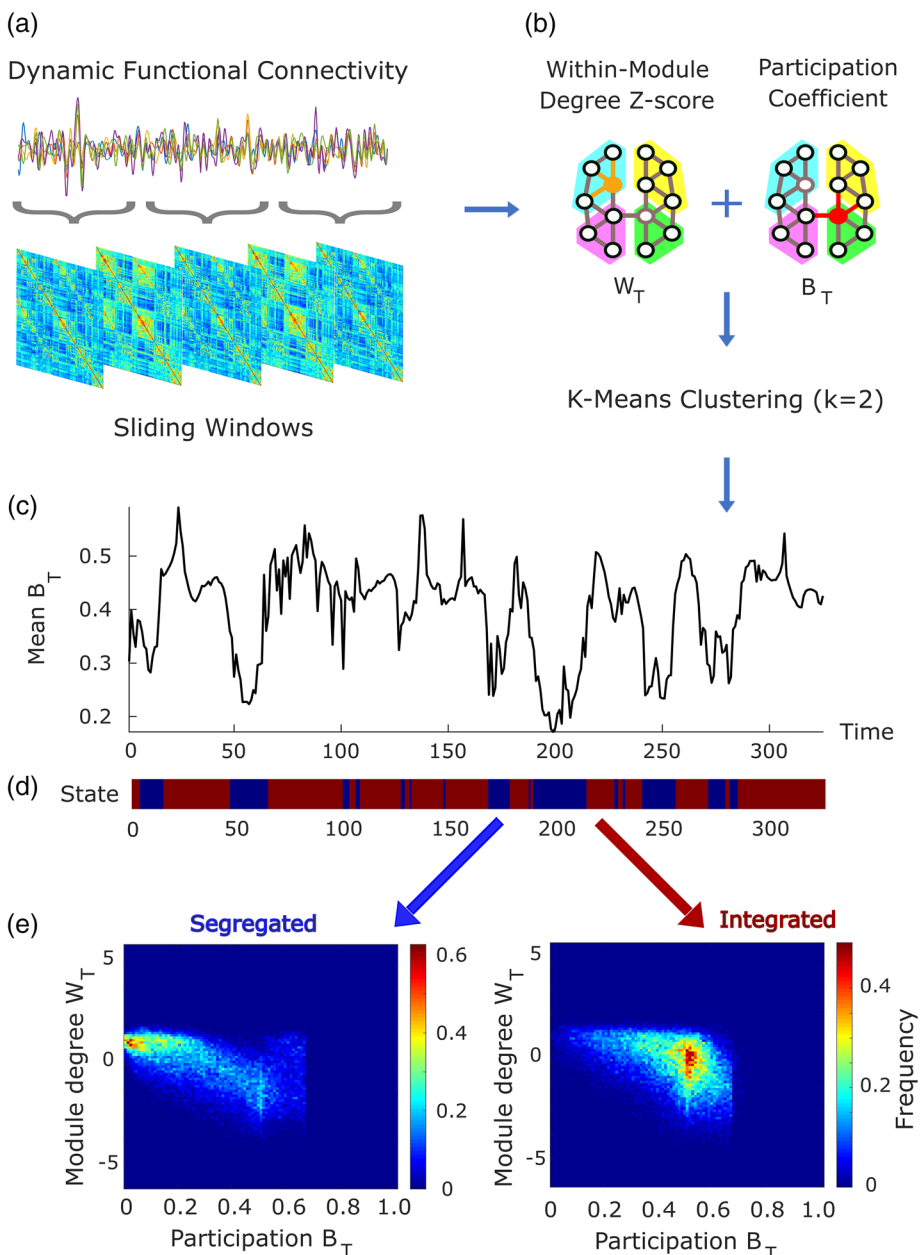 (a)
Dynamic Functional Connectivity
Sliding Windows
(b)
Within-Module
Degree Z-score
Participation
Coefficient
+
W_T
B_T
K-Means Clustering (k=2)
(c)
Mean B_T
0.5
0.4
0.3
0.2
0 50 100 150 200 250 300
Time
(d)
State
0 50 100 150 200 250 300
(e)
Segregated
Module degree W_T
5
0
-5
0 0.2 0.4 0.6 0.8 1.0
Participation B_T
0.6
0.4
0.2
0
Integrated
Module degree W_T
5
0
-5
0 0.2 0.4 0.6 0.8 1.0
Participation B_T
0.4
0.2
0
Frequency